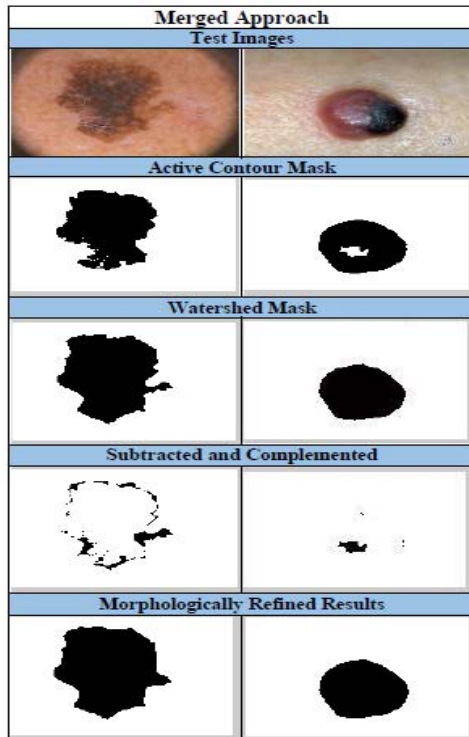 Merged Approach
Test Images
Active Contour Mask
Watershed Mask
Subtracted and Complemented
Morphologically Refined Results